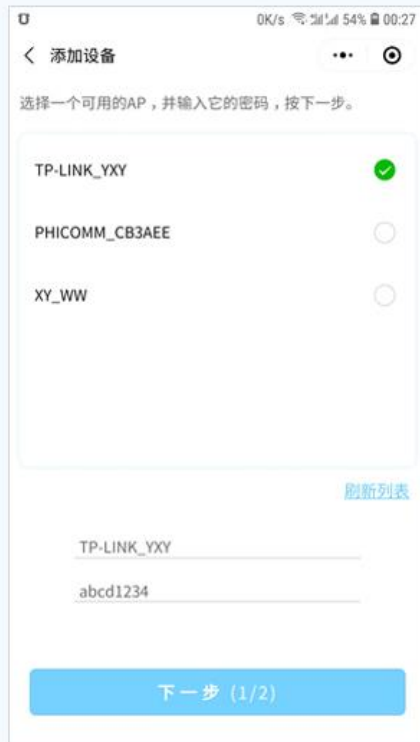 0K/s 54% 00:27
添加设备
选择一个可用的AP，并输入它的密码，按下一步。
TP-LINK_YXY
PHICOMM_CB3AEE
XY_WW
刷新列表
TP-LINK_YXY
abcd1234
下一步 (1/2)